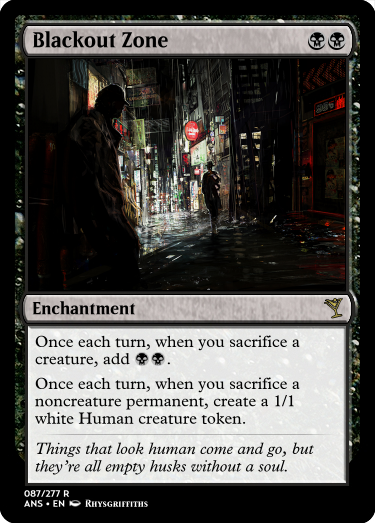 Blackout Zone
Enchantment
Once each turn, when you sacrifice a
creature, add .
Once each turn, when you sacrifice a
noncreature permanent, create a 1/1
white Human creature token.
Things that look human come and go, but
they're all empty husks without a soul.
087/277 R
ANS • EN Rhysgriffiths